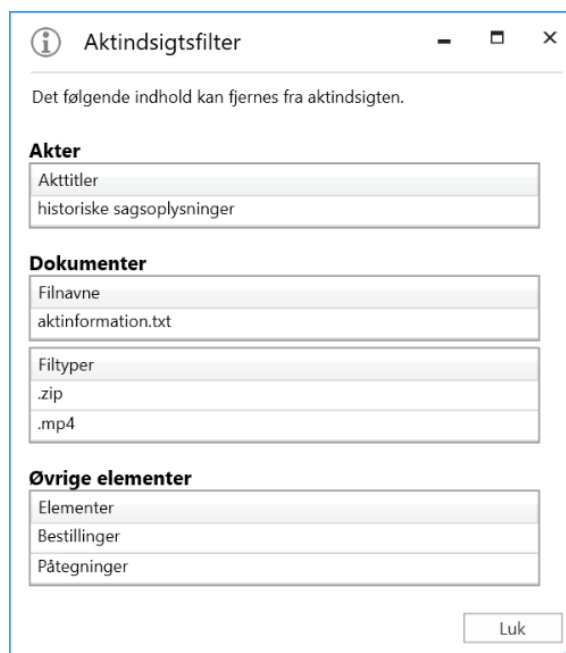 Aktindsigtsfilter
Det følgende indhold kan fjernes fra aktindsigten.
Akter
Akttitler
historiske sagsoplysninger
Dokumenter
Filnavne
aktinformation.txt
Filtyper
.zip
.mp4
Øvrige elementer
Elementer
Bestillinger
Påtegninger
Luk